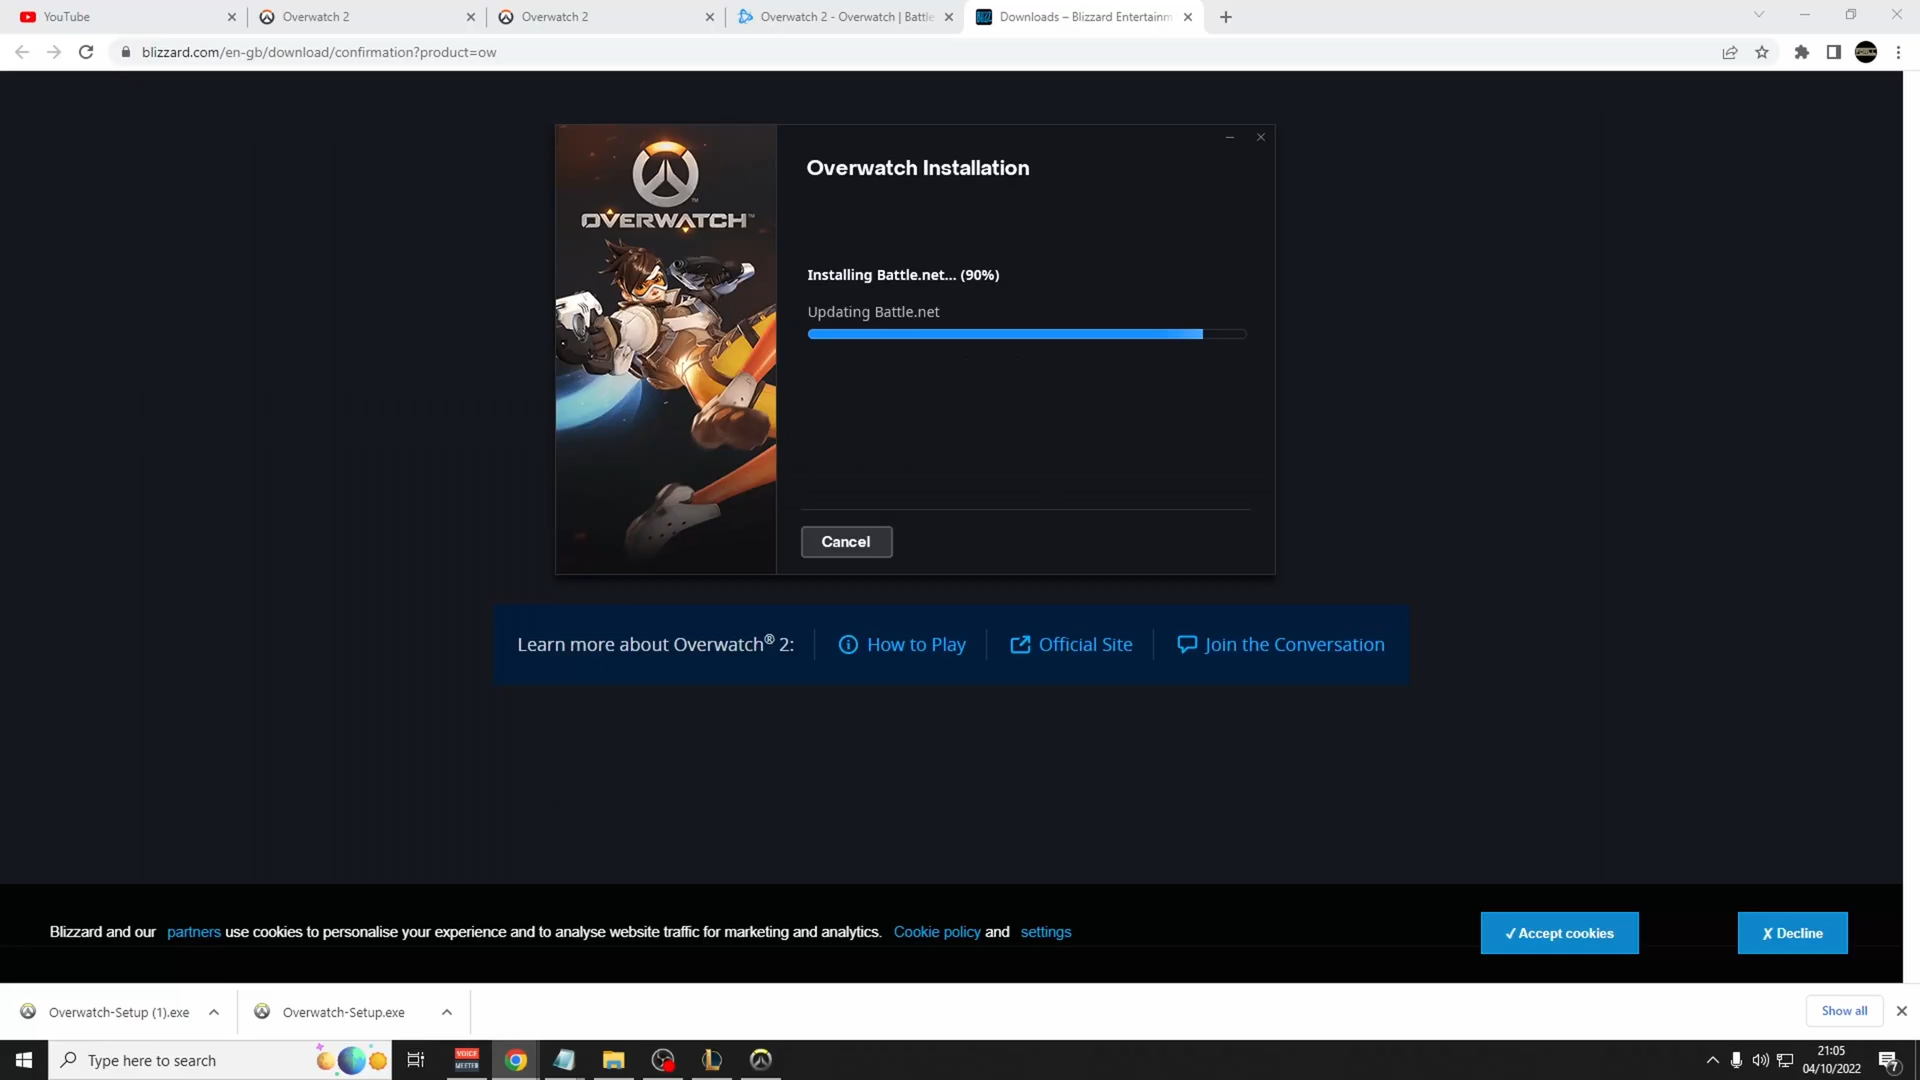 YouTube
Overwatch 2
Overwatch 2
Overwatch 2 - Overwatch | Battle
Downloads – Blizzard Entertainm
blizzard.com/en-gb/download/confirmation?product=ow
OVERWATCH™
Overwatch Installation
Installing Battle.net... (90%)
Updating Battle.net
Cancel
Learn more about Overwatch® 2:
How to Play
Official Site
Join the Conversation
Blizzard and our partners use cookies to personalise your experience and to analyse website traffic for marketing and analytics. Cookie policy and settings
✓ Accept cookies
✗ Decline
Overwatch-Setup (1).exe
Overwatch-Setup.exe
Show all
Type here to search
VOICE
MEETER
21:05
04/10/2022
7